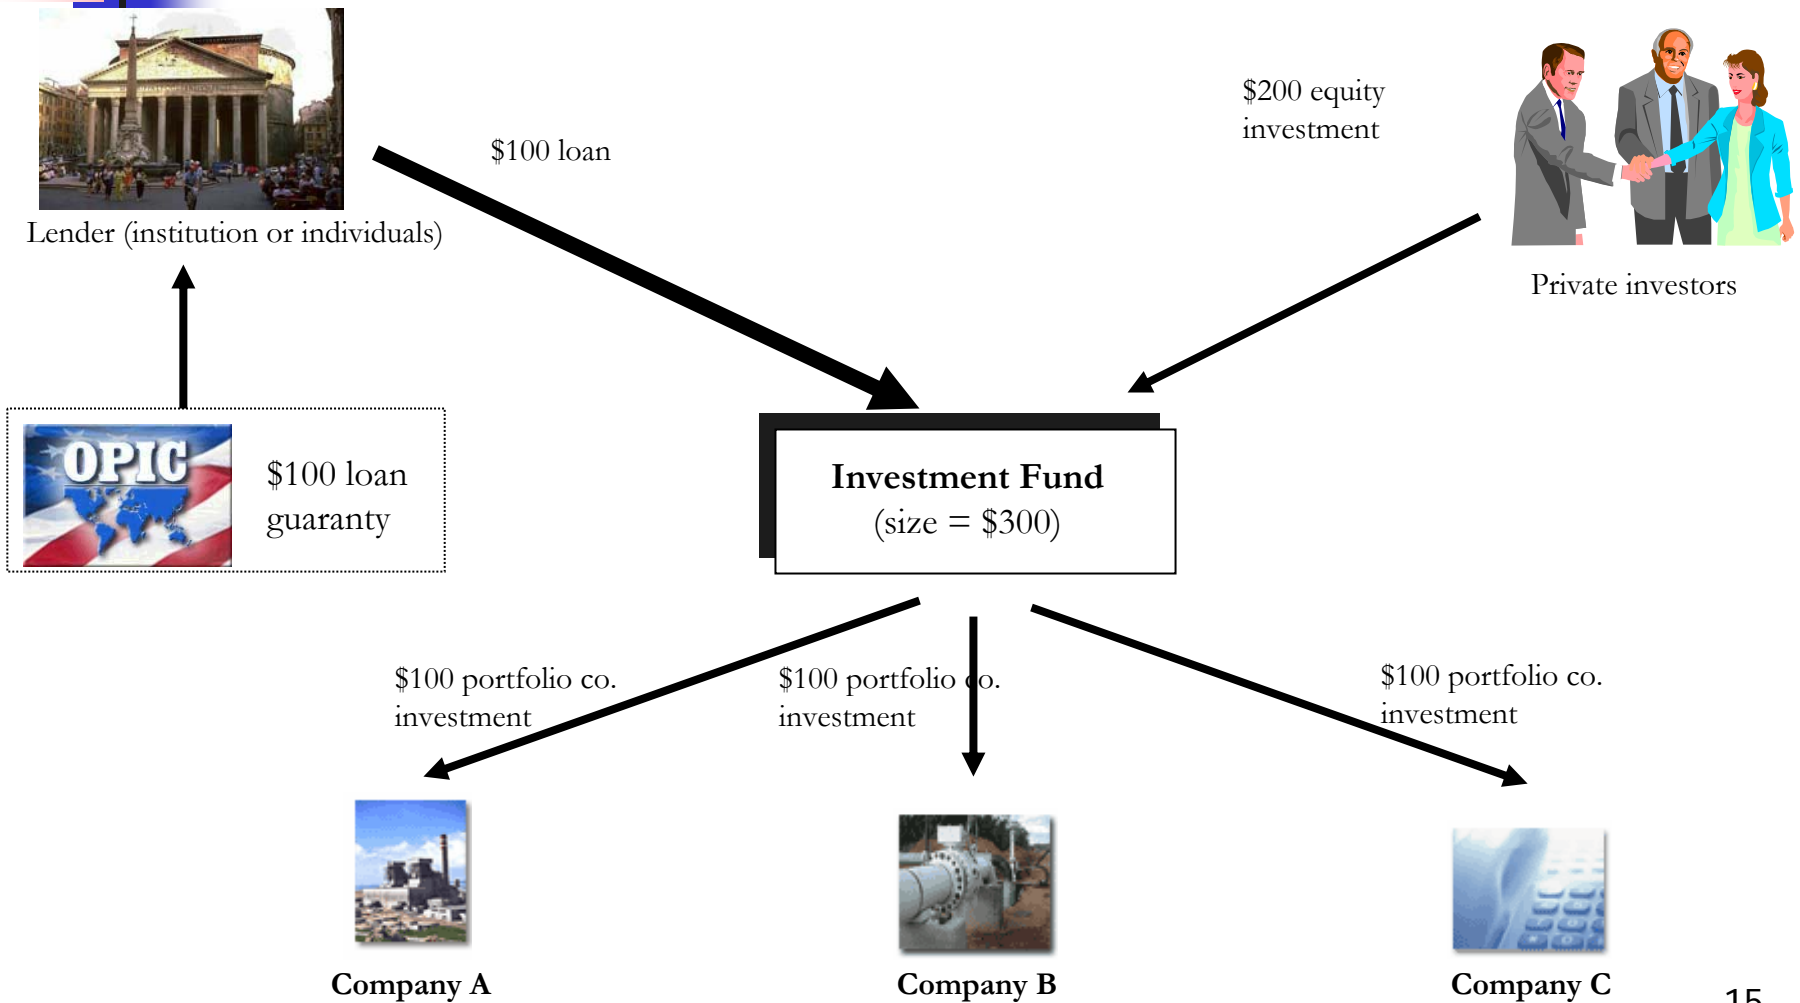 $100 loan
$200 equity
investment
Lender (institution or individuals)
Private investors
OPIC
$100 loan
guaranty
Investment Fund
(size = $300)
$100 portfolio co.
investment
$100 portfolio co.
investment
$100 portfolio co.
investment
Company A
Company B
Company C
15